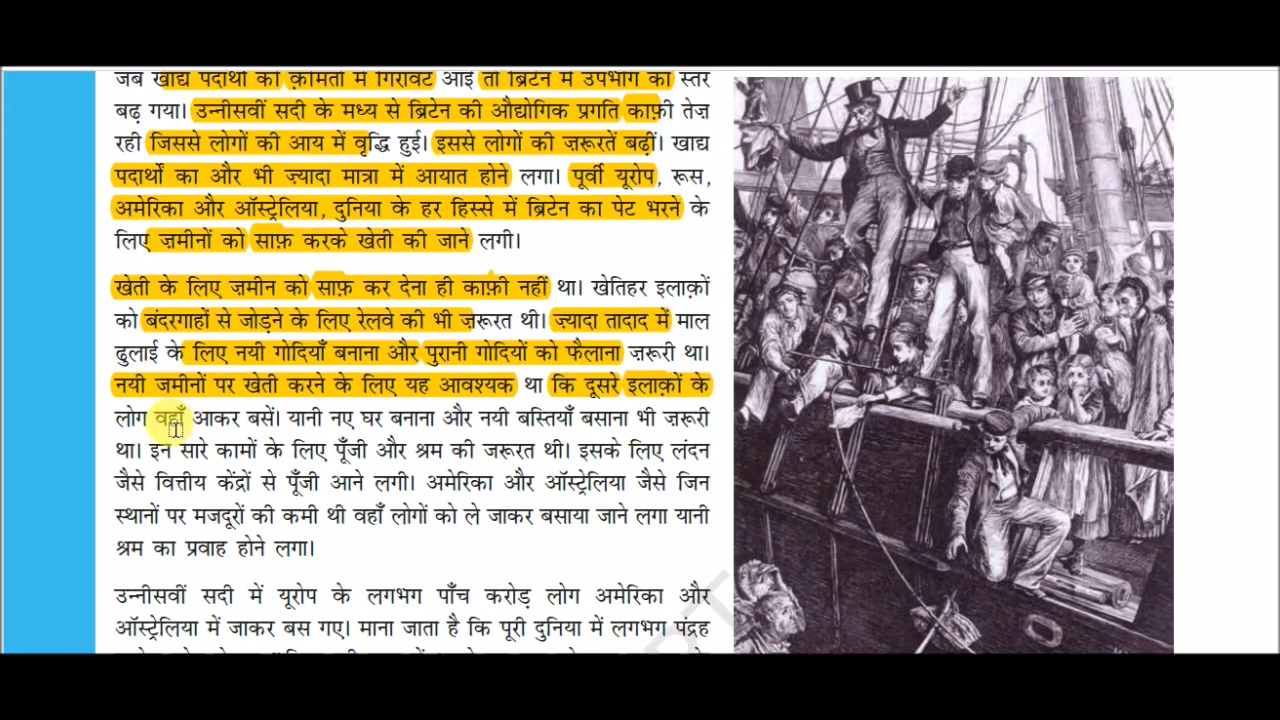 जब खाद्य पदार्थों की क़ीमतों में गिरावट आई तो ब्रिटेन में उपभोग का स्तर
बढ़ गया। उन्नीसवीं सदी के मध्य से ब्रिटेन की औद्योगिक प्रगति काफ़ी तेज़
रही जिससे लोगों की आय में वृद्धि हुई। इससे लोगों की ज़रूरतें बढ़ीं। खाद्य
पदार्थों का और भी ज़्यादा मात्रा में आयात होने लगा। पूर्वी यूरोप, रूस,
अमेरिका और ऑस्ट्रेलिया, दुनिया के हर हिस्से में ब्रिटेन का पेट भरने के
लिए ज़मीनों को साफ़ करके खेती की जाने लगी।
खेती के लिए ज़मीन को साफ़ कर देना ही काफ़ी नहीं था। खेतिहर इलाक़ों
को बंदरगाहों से जोड़ने के लिए रेलवे की भी ज़रूरत थी। ज़्यादा तादाद में माल
ढुलाई के लिए नयी गोदियाँ बनाना और पुरानी गोदियों को फैलाना ज़रूरी था।
नयी जमीनों पर खेती करने के लिए यह आवश्यक था कि दूसरे इलाक़ों के
लोग वहाँ आकर बसें। यानी नए घर बनाना और नयी बस्तियाँ बसाना भी ज़रूरी
था। इन सारे कामों के लिए पूँजी और श्रम की जरूरत थी। इसके लिए लंदन
जैसे वित्तीय केंद्रों से पूँजी आने लगी। अमेरिका और ऑस्ट्रेलिया जैसे जिन
स्थानों पर मजदूरों की कमी थी वहाँ लोगों को ले जाकर बसाया जाने लगा यानी
श्रम का प्रवाह होने लगा।
उन्नीसवीं सदी में यूरोप के लगभग पाँच करोड़ लोग अमेरिका और
ऑस्ट्रेलिया में जाकर बस गए। माना जाता है कि पूरी दुनिया में लगभग पंद्रह